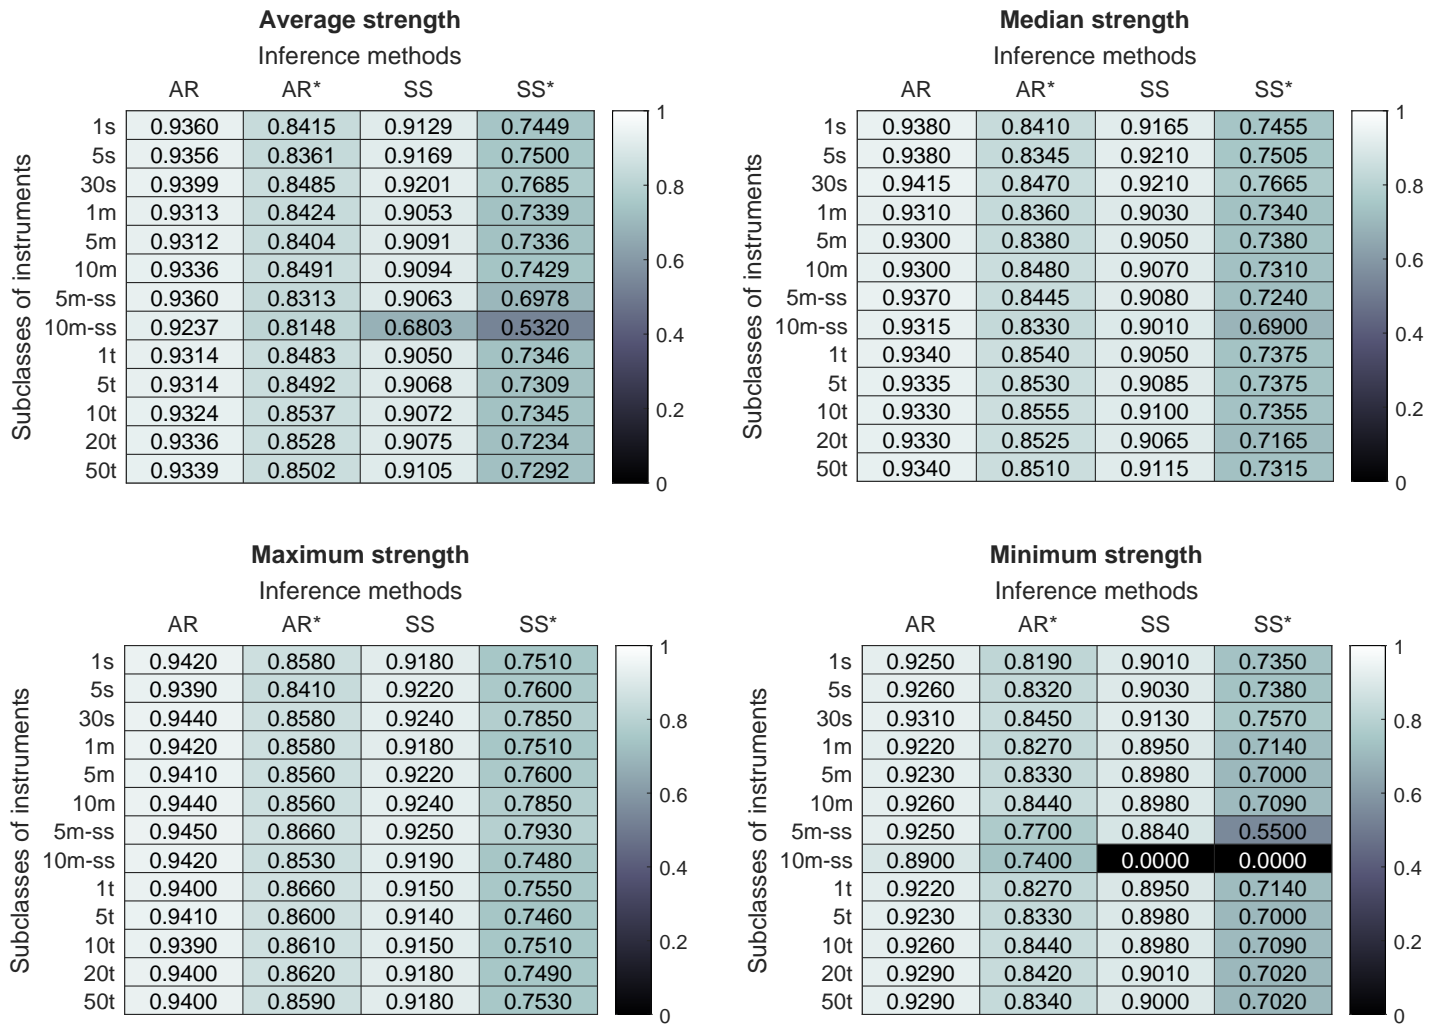 Average strength
Inference methods
AR AR* SS SS*
Subclasses of instruments
1s 0.9360 0.8415 0.9129 0.7449
5s 0.9356 0.8361 0.9169 0.7500
30s 0.9399 0.8485 0.9201 0.7685
1m 0.9313 0.8424 0.9053 0.7339
5m 0.9312 0.8404 0.9091 0.7336
10m 0.9336 0.8491 0.9094 0.7429
5m-ss 0.9360 0.8313 0.9063 0.6978
10m-ss 0.9237 0.8148 0.6803 0.5320
1t 0.9314 0.8483 0.9050 0.7346
5t 0.9314 0.8492 0.9068 0.7309
10t 0.9324 0.8537 0.9072 0.7345
20t 0.9336 0.8528 0.9075 0.7234
50t 0.9339 0.8502 0.9105 0.7292
1
0.8
0.6
0.4
0.2
0
Median strength
Inference methods
AR AR* SS SS*
Subclasses of instruments
1s 0.9380 0.8410 0.9165 0.7455
5s 0.9380 0.8345 0.9210 0.7505
30s 0.9415 0.8470 0.9210 0.7665
1m 0.9310 0.8360 0.9030 0.7340
5m 0.9300 0.8380 0.9050 0.7380
10m 0.9300 0.8480 0.9070 0.7310
5m-ss 0.9370 0.8445 0.9080 0.7240
10m-ss 0.9315 0.8330 0.9010 0.6900
1t 0.9340 0.8540 0.9050 0.7375
5t 0.9335 0.8530 0.9085 0.7375
10t 0.9330 0.8555 0.9100 0.7355
20t 0.9330 0.8525 0.9065 0.7165
50t 0.9340 0.8510 0.9115 0.7315
1
0.8
0.6
0.4
0.2
0
Maximum strength
Inference methods
AR AR* SS SS*
Subclasses of instruments
1s 0.9420 0.8580 0.9180 0.7510
5s 0.9390 0.8410 0.9220 0.7600
30s 0.9440 0.8580 0.9240 0.7850
1m 0.9420 0.8580 0.9180 0.7510
5m 0.9410 0.8560 0.9220 0.7600
10m 0.9440 0.8560 0.9240 0.7850
5m-ss 0.9450 0.8660 0.9250 0.7930
10m-ss 0.9420 0.8530 0.9190 0.7480
1t 0.9400 0.8660 0.9150 0.7550
5t 0.9410 0.8600 0.9140 0.7460
10t 0.9390 0.8610 0.9150 0.7510
20t 0.9400 0.8620 0.9180 0.7490
50t 0.9400 0.8590 0.9180 0.7530
1
0.8
0.6
0.4
0.2
0
Minimum strength
Inference methods
AR AR* SS SS*
Subclasses of instruments
1s 0.9250 0.8190 0.9010 0.7350
5s 0.9260 0.8320 0.9030 0.7380
30s 0.9310 0.8450 0.9130 0.7570
1m 0.9220 0.8270 0.8950 0.7140
5m 0.9230 0.8330 0.8980 0.7000
10m 0.9260 0.8440 0.8980 0.7090
5m-ss 0.9250 0.7700 0.8840 0.5500
10m-ss 0.8900 0.7400 0.0000 0.0000
1t 0.9220 0.8270 0.8950 0.7140
5t 0.9230 0.8330 0.8980 0.7000
10t 0.9260 0.8440 0.8980 0.7090
20t 0.9290 0.8420 0.9010 0.7020
50t 0.9290 0.8340 0.9000 0.7020
1
0.8
0.6
0.4
0.2
0